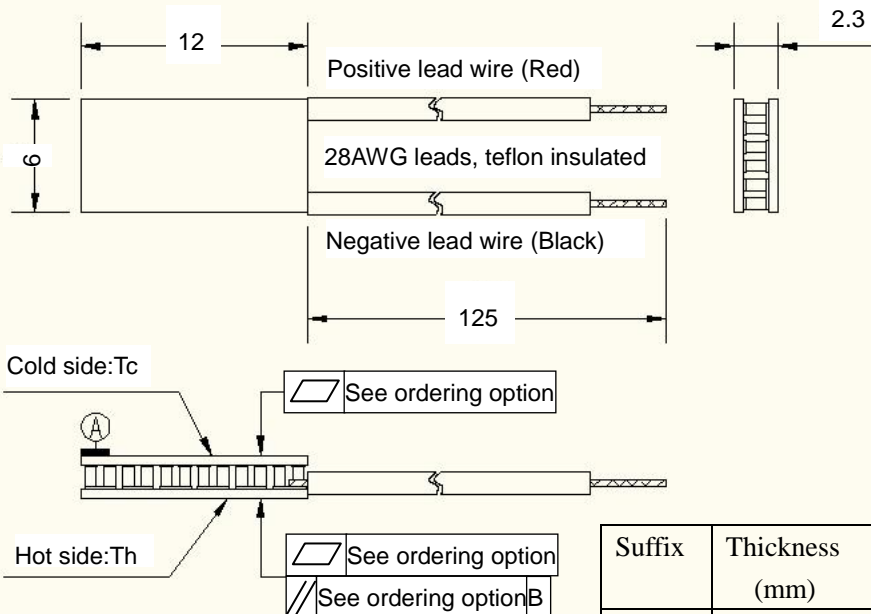 12
2.3
Positive lead wire (Red)
6
28AWG leads, teflon insulated
Negative lead wire (Black)
125
Cold side:Tc
See ordering option
A
Hot side:Th
See ordering option
See ordering option B
Suffix Thickness
(mm)